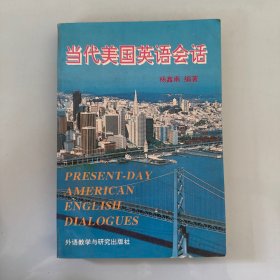 当代美国英语会话
杨鑫南 编著
PRESENT-DAY
AMERICAN
ENGLISH
DIALOGUES
外语教学与研究出版社